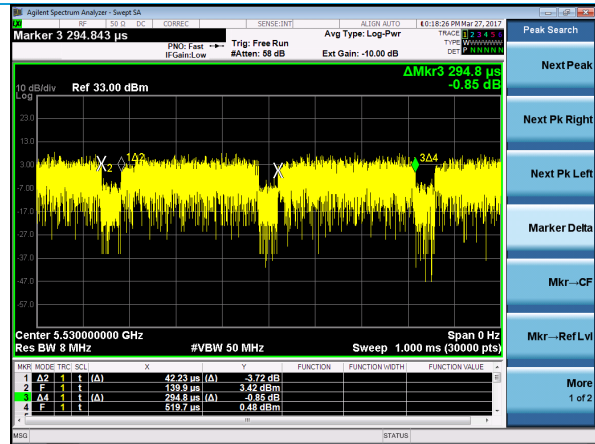 Agilent Spectrum Analyzer - Swept SA
RF 50 Ω DC CORREC SENSE:INT ALIGN AUTO 10:18:26 PM Mar 27, 2017
Marker 3 294.843 µs
PNO: Fast
IFGain:Low
Trig: Free Run
#Atten: 58 dB
Avg Type: Log-Pwr
Ext Gain: -10.00 dB
TRACE 1 2 3 4 5 6
TYPE WWWWWW
DET P N N N N N
ΔMkr3 294.8 µs
-0.85 dB
10 dB/div Ref 33.00 dBm
Log
23.0
13.0
3.00
-7.00
-17.0
-27.0
-37.0
-47.0
-57.0
2
1Δ2
3Δ4
Center 5.530000000 GHz Span 0 Hz
Res BW 8 MHz #VBW 50 MHz Sweep 1.000 ms (30000 pts)
MKR MODE TRC SCL X Y FUNCTION FUNCTION WIDTH FUNCTION VALUE
1 Δ2 1 t (Δ) 42.23 µs (Δ) -3.72 dB
2 F 1 t 139.9 µs 3.42 dBm
3 Δ4 1 t (Δ) 294.8 µs (Δ) -0.85 dB
4 F 1 t 519.7 µs 0.48 dBm
MSG STATUS
Peak Search
Next Peak
Next Pk Right
Next Pk Left
Marker Delta
Mkr→CF
Mkr→Ref Lvl
More
1 of 2